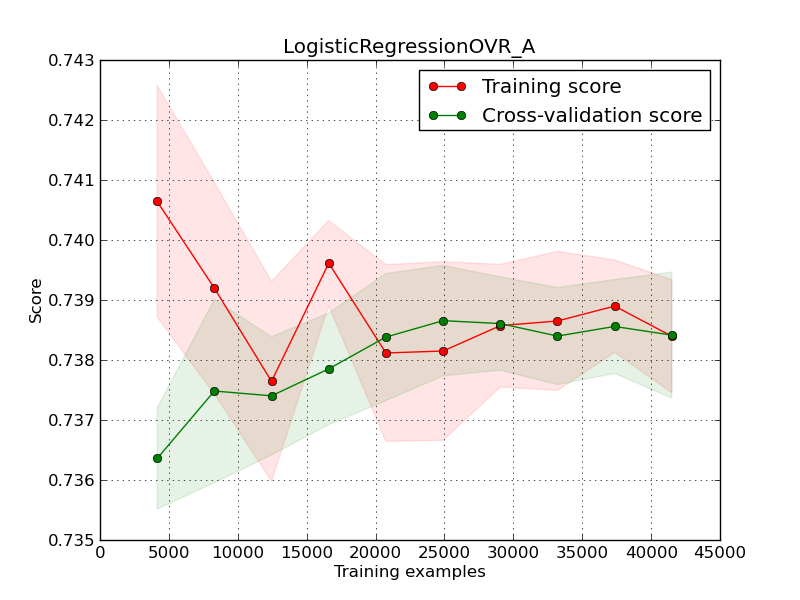 LogisticRegressionOVR_A
Training score
Cross-validation score
0.743
0.742
0.741
0.740
0.739
0.738
0.737
0.736
0.735
Score
0 5000 10000 15000 20000 25000 30000 35000 40000 45000
Training examples